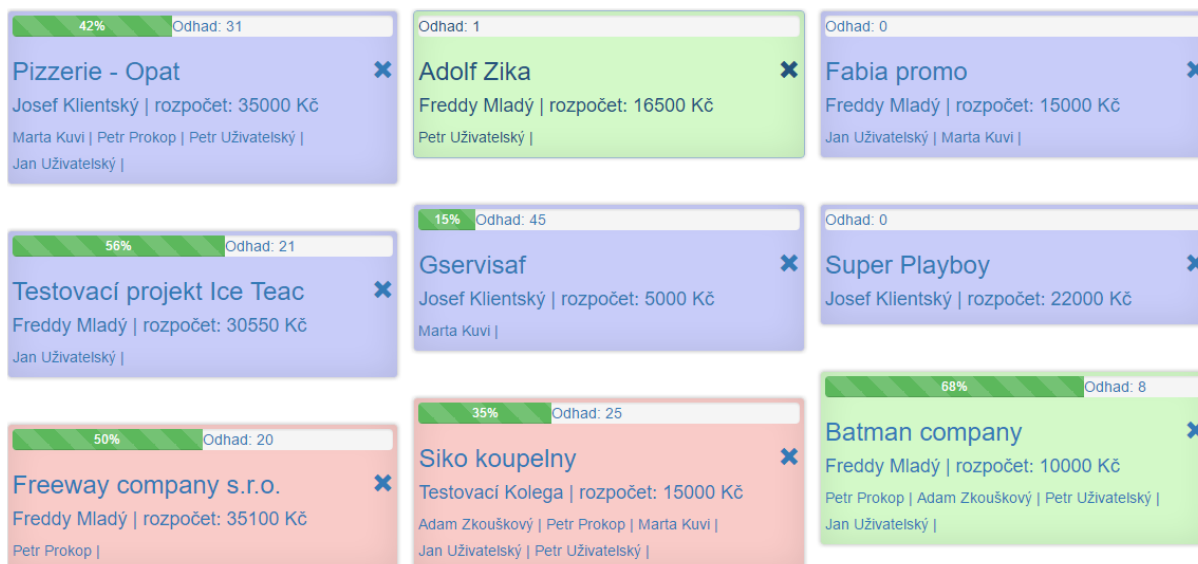 42% Odhad: 31
Pizzerie - Opat
Josef Klientský | rozpočet: 35000 Kč
Marta Kuvi | Petr Prokop | Petr Uživatelský |
Jan Uživatelský |
56% Odhad: 21
Testovací projekt Ice Teac
Freddy Mladý | rozpočet: 30550 Kč
Jan Uživatelský |
50% Odhad: 20
Freeway company s.r.o.
Freddy Mladý | rozpočet: 35100 Kč
Petr Prokop |
Odhad: 1
Adolf Zika
Freddy Mladý | rozpočet: 16500 Kč
Petr Uživatelský |
15% Odhad: 45
Gservisaf
Josef Klientský | rozpočet: 5000 Kč
Marta Kuvi |
35% Odhad: 25
Siko koupelny
Testovací Kolega | rozpočet: 15000 Kč
Adam Zkouškový | Petr Prokop | Marta Kuvi |
Jan Uživatelský | Petr Uživatelský |
Odhad: 0
Fabia promo
Freddy Mladý | rozpočet: 15000 Kč
Jan Uživatelský | Marta Kuvi |
Odhad: 0
Super Playboy
Josef Klientský | rozpočet: 22000 Kč
68% Odhad: 8
Batman company
Freddy Mladý | rozpočet: 10000 Kč
Petr Prokop | Adam Zkouškový | Petr Uživatelský |
Jan Uživatelský |